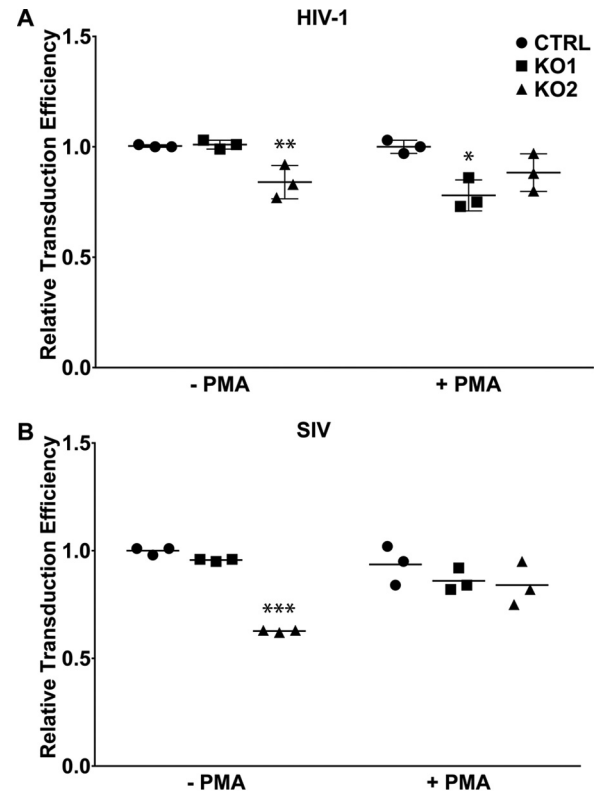 A
HIV-1
Relative Transduction Efficiency
1.5
1.0
0.5
0.0
CTRL
KO1
KO2
**
*
- PMA
+ PMA
B
SIV
Relative Transduction Efficiency
1.5
1.0
0.5
0.0
***
- PMA
+ PMA